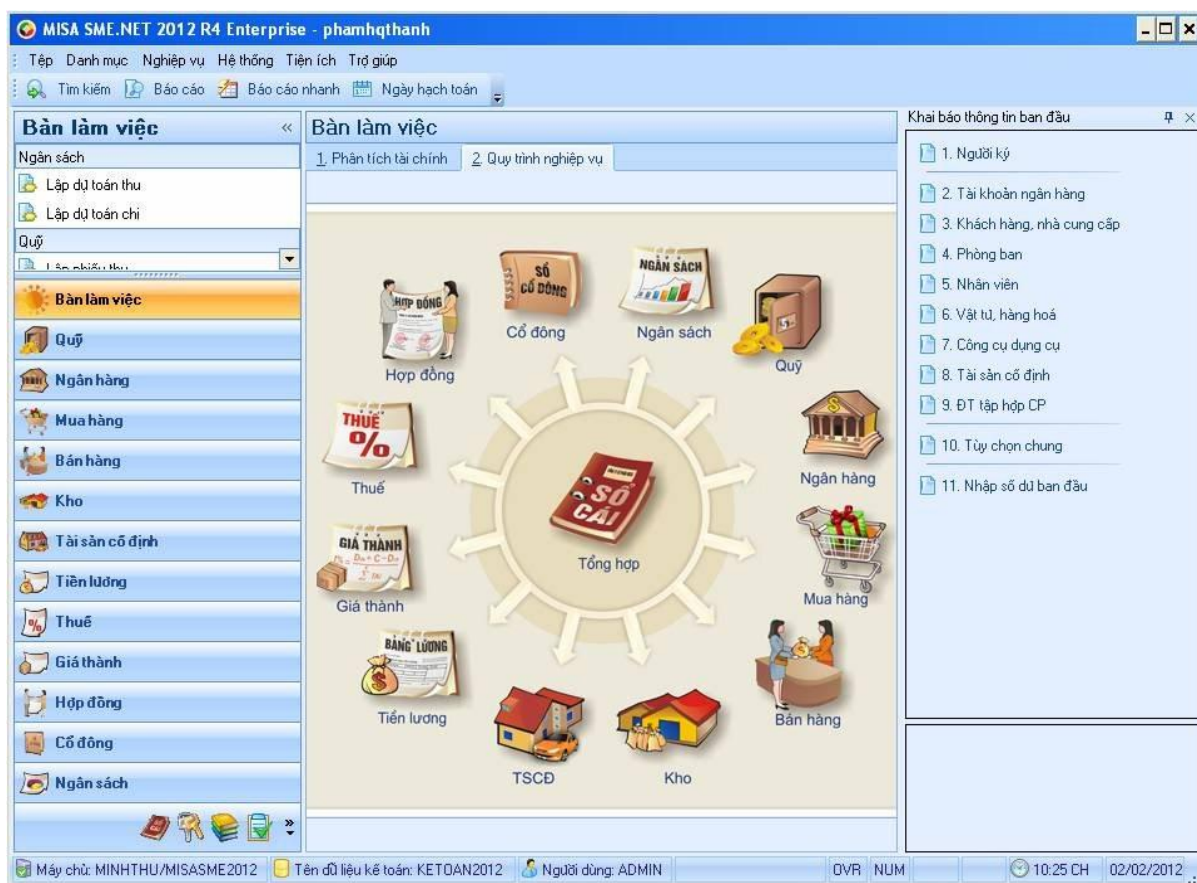 MISA SME.NET 2012 R4 Enterprise - phamhqthanh
Tệp Danh mục Nghiệp vụ Hệ thống Tiện ích Trợ giúp
Tìm kiếm Báo cáo Báo cáo nhanh Ngày hạch toán
Bàn làm việc «
Ngân sách
Lập dự toán thu
Lập dự toán chi
Quỹ
Lập phiếu thu
Bàn làm việc
Quỹ
Ngân hàng
Mua hàng
Bán hàng
Kho
Tài sản cố định
Tiền lương
Thuế
Giá thành
Hợp đồng
Cổ đông
Ngân sách
»
Bàn làm việc
1. Phân tích tài chính 2. Quy trình nghiệp vụ
SỔ
CỔ ĐÔNG
Cổ đông
NGÂN SÁCH
Ngân sách
HỢP ĐỒNG
Hợp đồng
Quỹ
THUẾ
%
Thuế
Ngân hàng
SỔ
CÁI
Tổng hợp
GIÁ THÀNH
Giá thành
Mua hàng
BẢNG LƯƠNG
$
Tiền lương
Bán hàng
TSCĐ
Kho
Khai báo thông tin ban đầu
1. Người ký
2. Tài khoản ngân hàng
3. Khách hàng, nhà cung cấp
4. Phòng ban
5. Nhân viên
6. Vật tư, hàng hoá
7. Công cụ dụng cụ
8. Tài sản cố định
9. ĐT tập hợp CP
10. Tùy chọn chung
11. Nhập số dư ban đầu
Máy chủ: MINHTHU/MISASME2012 Tên dữ liệu kế toán: KETOAN2012 Người dùng: ADMIN OVR NUM 10:25 CH 02/02/2012